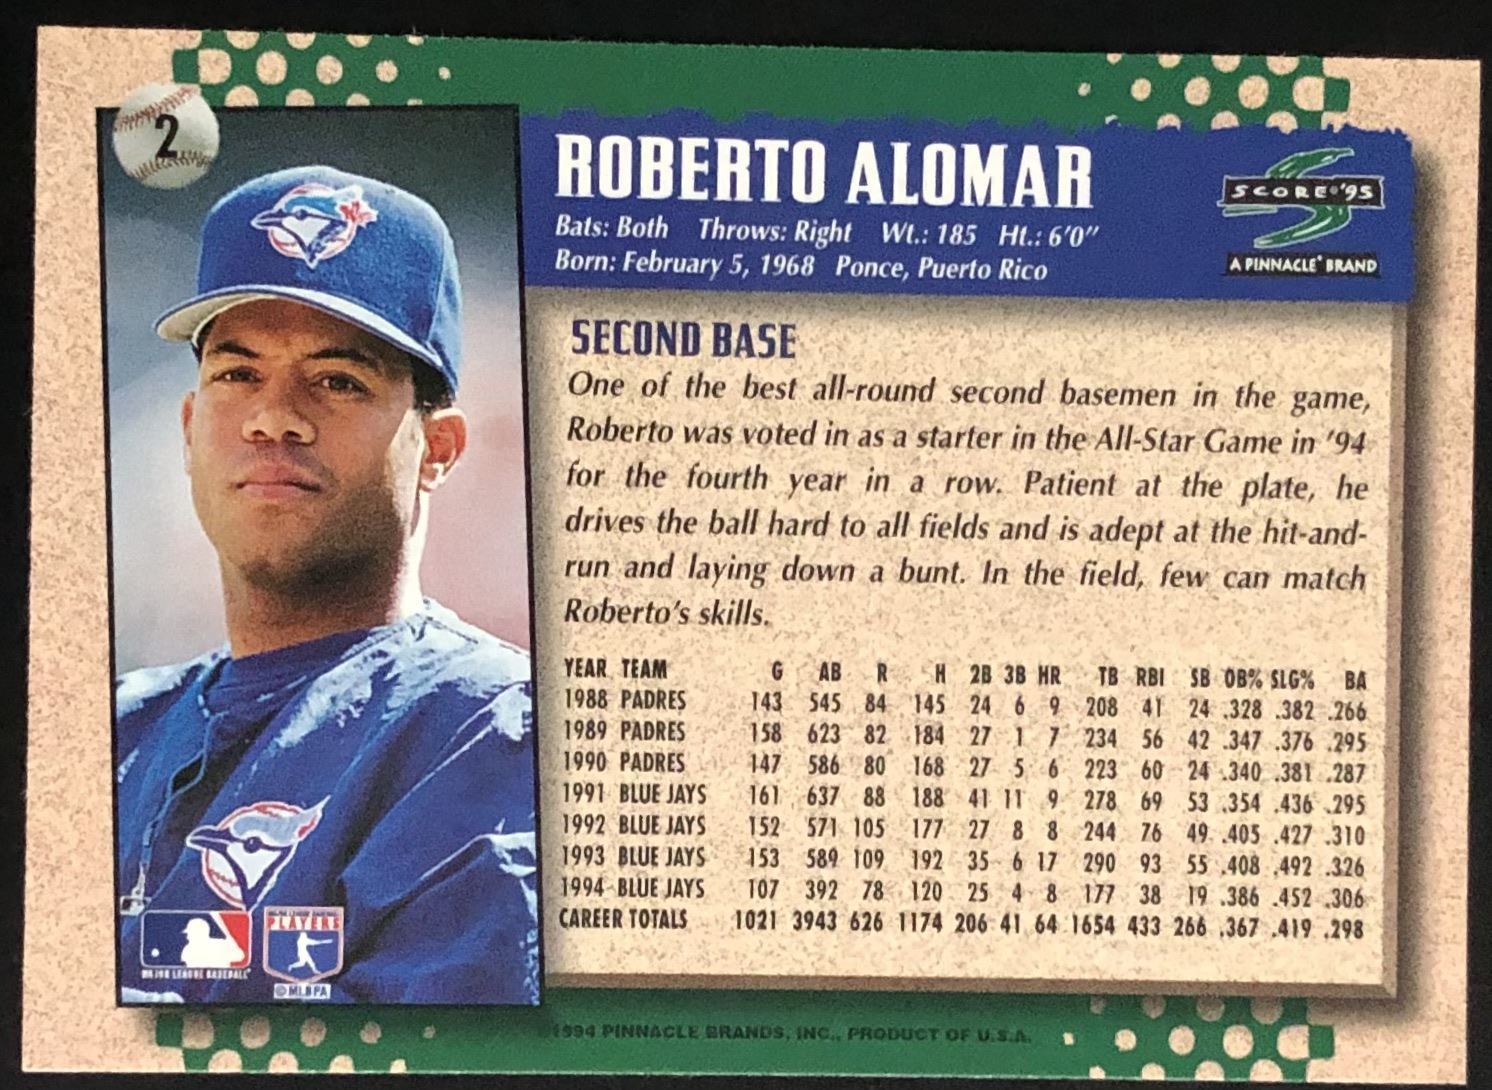 2
ROBERTO ALOMAR
Bats: Both Throws: Right Wt.: 185 Ht.: 6'0"
Born: February 5, 1968 Ponce, Puerto Rico
SCORE® '95
A PINNACLE® BRAND
SECOND BASE
One of the best all-round second basemen in the game,
Roberto was voted in as a starter in the All-Star Game in '94
for the fourth year in a row. Patient at the plate, he
drives the ball hard to all fields and is adept at the hit-and-
run and laying down a bunt. In the field, few can match
Roberto's skills.
YEAR TEAM G AB R H 2B 3B HR TB RBI SB OB% SLG% BA
1988 PADRES 143 545 84 145 24 6 9 208 41 24 .328 .382 .266
1989 PADRES 158 623 82 184 27 1 7 234 56 42 .347 .376 .295
1990 PADRES 147 586 80 168 27 5 6 223 60 24 .340 .381 .287
1991 BLUE JAYS 161 637 88 188 41 11 9 278 69 53 .354 .436 .295
1992 BLUE JAYS 152 571 105 177 27 8 8 244 76 49 .405 .427 .310
1993 BLUE JAYS 153 589 109 192 35 6 17 290 93 55 .408 .492 .326
1994 BLUE JAYS 107 392 78 120 25 4 8 177 38 19 .386 .452 .306
CAREER TOTALS 1021 3943 626 1174 206 41 64 1654 433 266 .367 .419 .298
MAJOR LEAGUE BASEBALL
MAJOR LEAGUE BASEBALL
PLAYERS
© MLBPA
1994 PINNACLE BRANDS, INC., PRODUCT OF U.S.A.